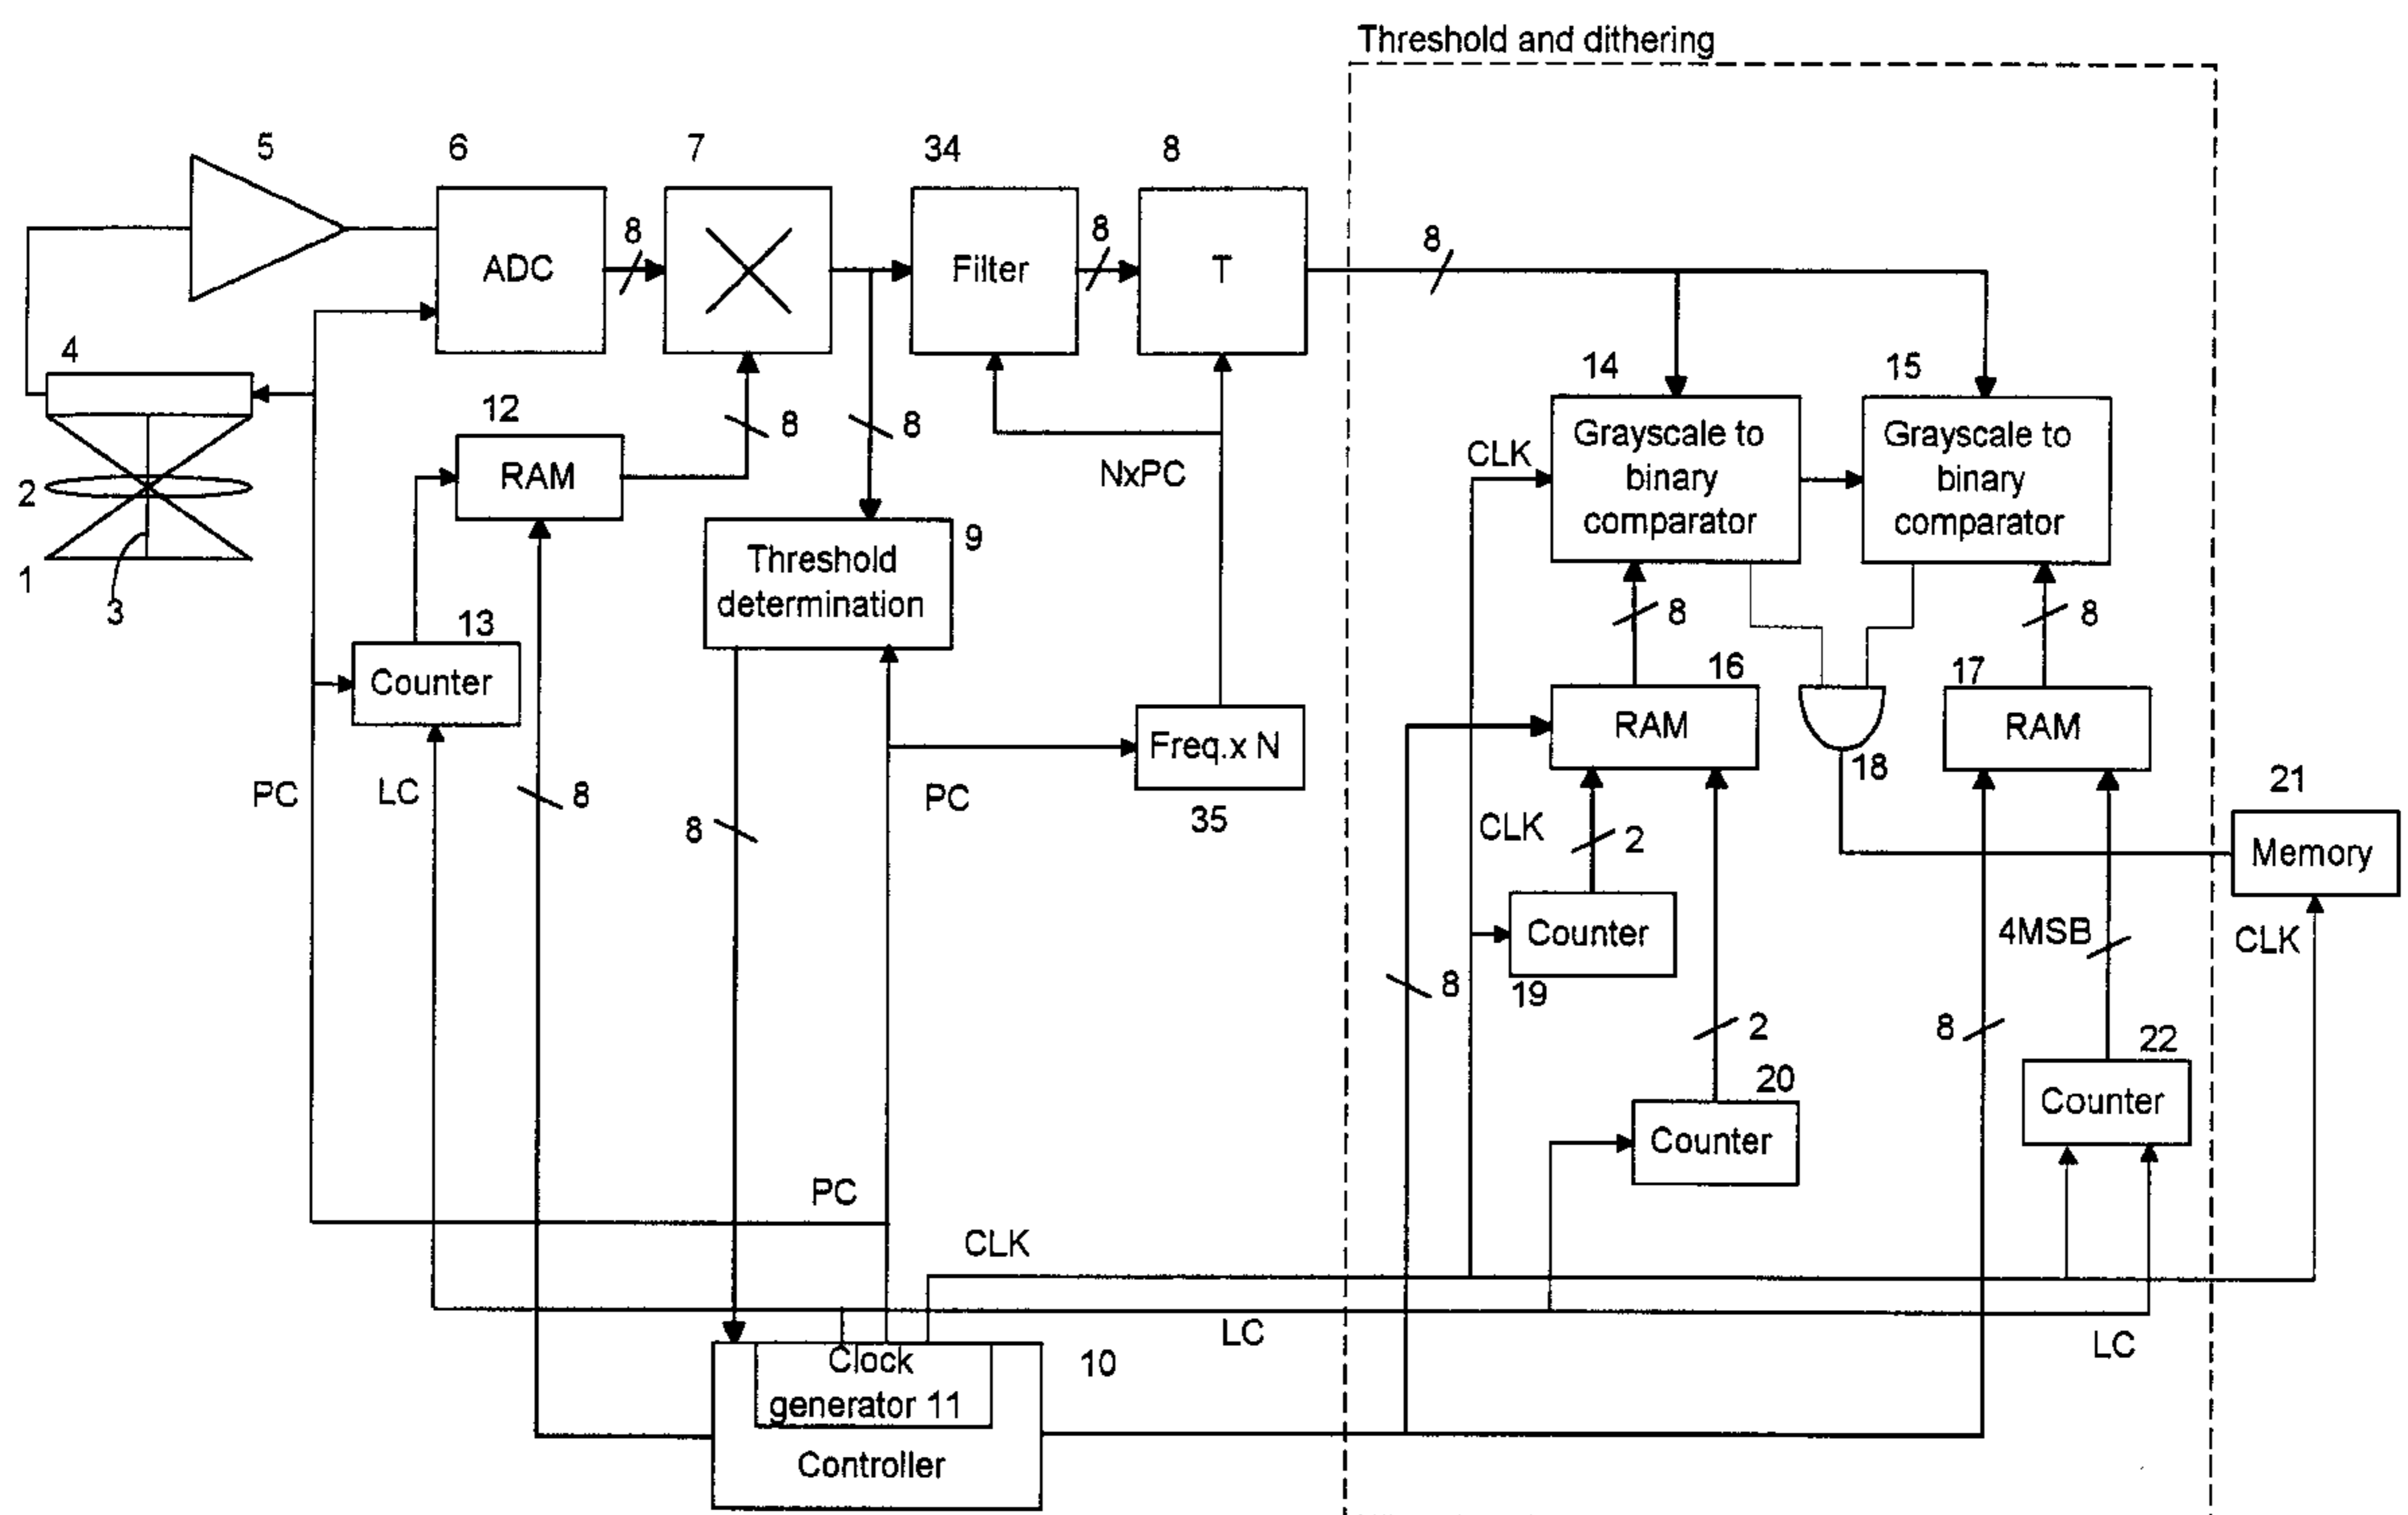 Threshold and dithering
5
6
7
34
8
ADC
8
Filter
8
T
8
4
12
RAM
8
8
NxPC
14
15
CLK
Grayscale to
binary
comparator
Grayscale to
binary
comparator
2
1
3
9
Threshold
determination
13
Counter
8
8
16
RAM
17
RAM
18
Freq.x N
35
PC
LC
8
8
PC
CLK
2
21
Memory
Counter
19
4MSB
CLK
8
2
8
22
Counter
20
Counter
PC
CLK
LC
LC
Clock
generator 11
10
Controller